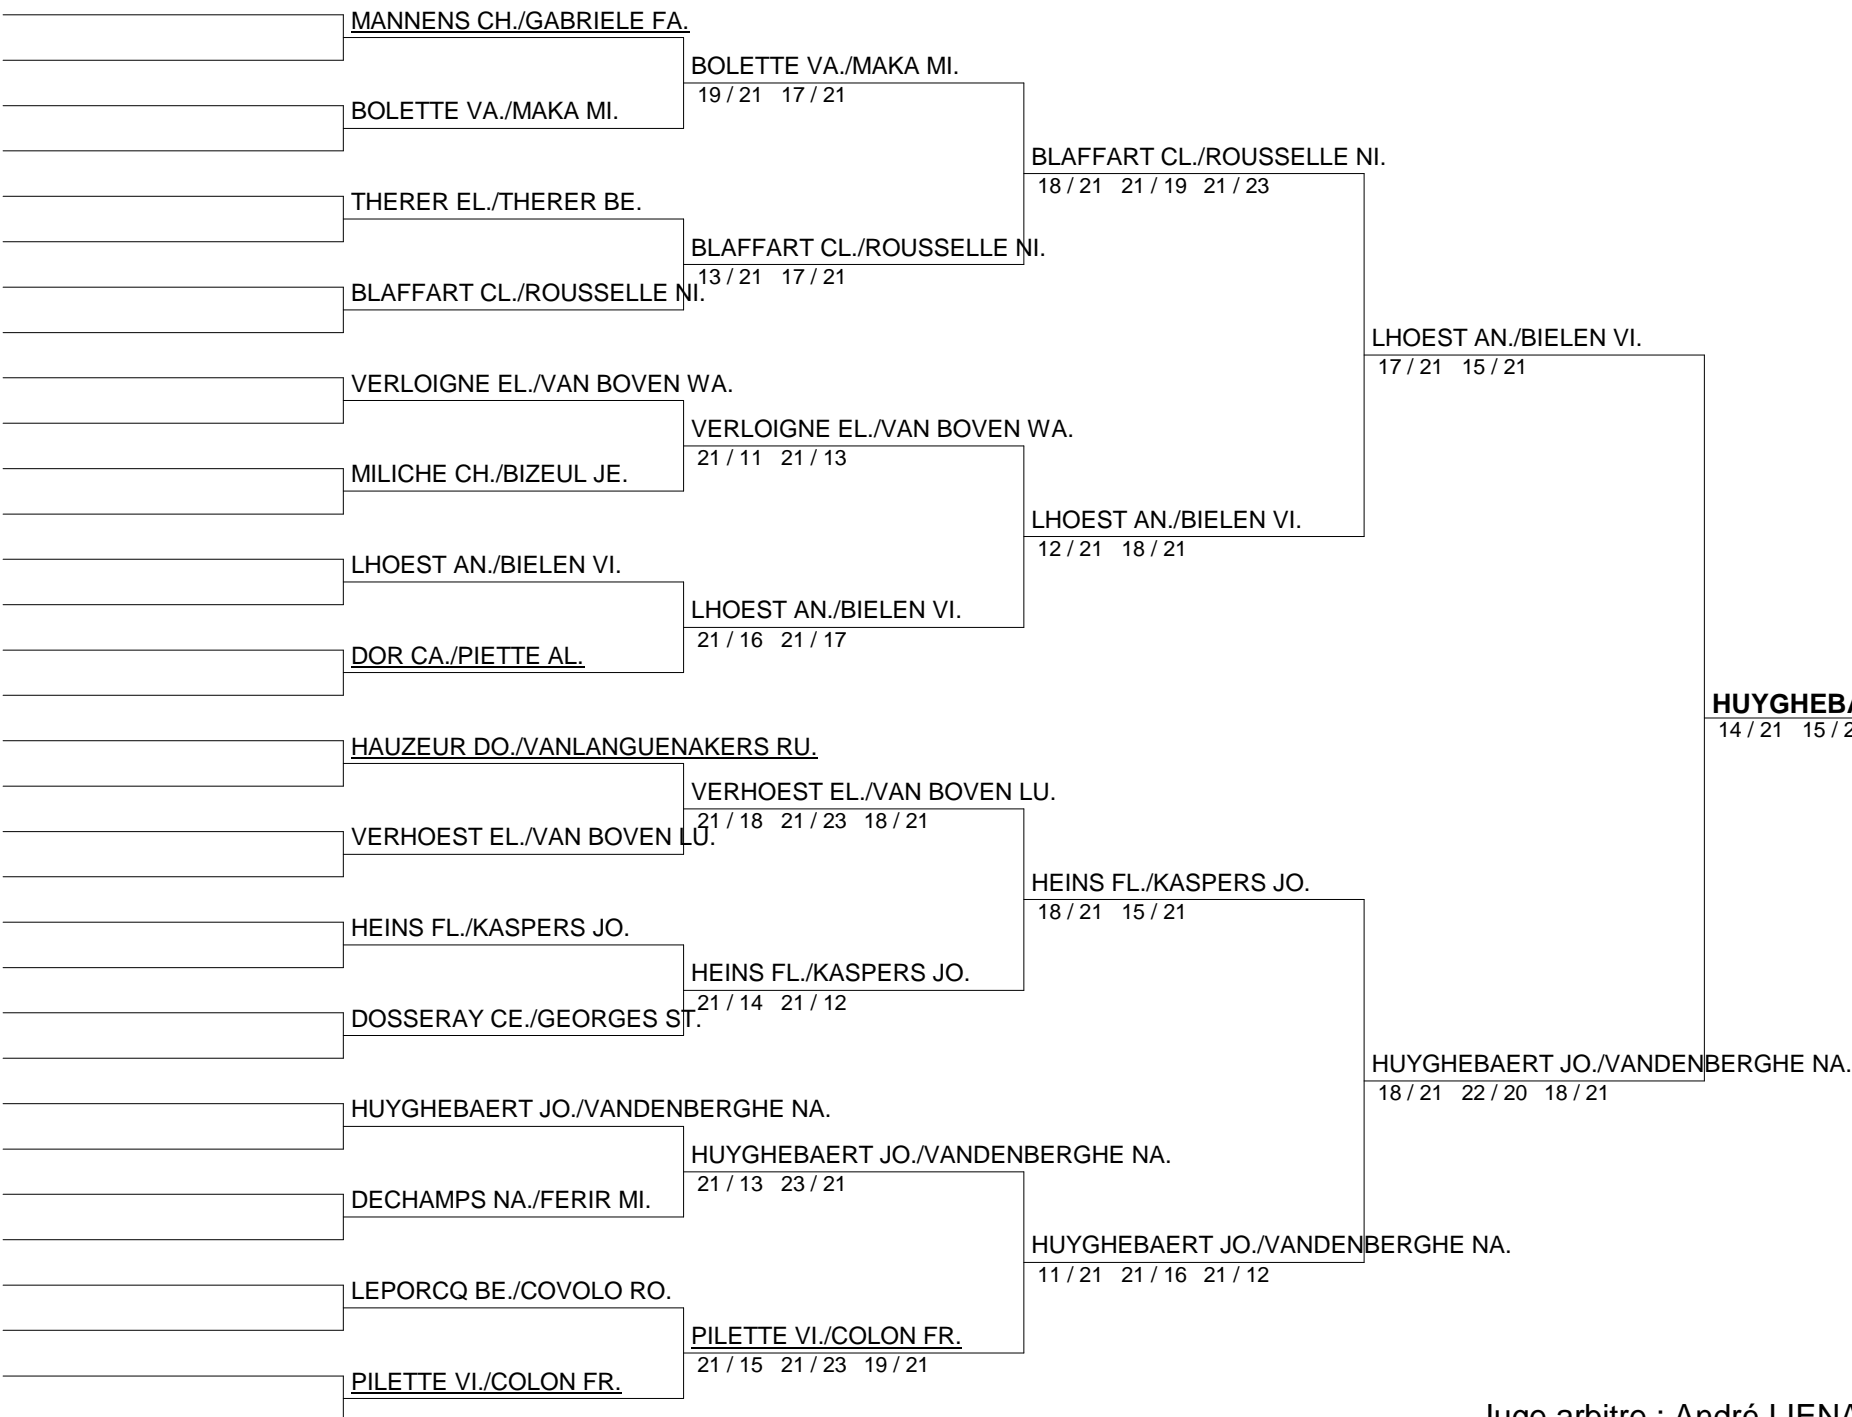 MANNENS CH./GABRIELE FA.
BOLETTE VA./MAKA MI.
19 / 21 17 / 21
BOLETTE VA./MAKA MI.
BLAFFART CL./ROUSSELLE NI.
18 / 21 21 / 19 21 / 23
THERER EL./THERER BE.
BLAFFART CL./ROUSSELLE NI.
13 / 21 17 / 21
BLAFFART CL./ROUSSELLE NI.
LHOEST AN./BIELEN VI.
17 / 21 15 / 21
VERLOIGNE EL./VAN BOVEN WA.
VERLOIGNE EL./VAN BOVEN WA.
21 / 11 21 / 13
MILICHE CH./BIZEUL JE.
LHOEST AN./BIELEN VI.
12 / 21 18 / 21
LHOEST AN./BIELEN VI.
LHOEST AN./BIELEN VI.
21 / 16 21 / 17
DOR CA./PIETTE AL.
14 / 21 15 /
HAUZEUR DO./VANLANGUENAKERS RU.
VERHOEST EL./VAN BOVEN LU.
21 / 18 21 / 23 18 / 21
VERHOEST EL./VAN BOVEN LU.
HEINS FL./KASPERS JO.
18 / 21 15 / 21
HEINS FL./KASPERS JO.
HEINS FL./KASPERS JO.
21 / 14 21 / 12
DOSSERAY CE./GEORGES ST.
HUYGHEBAERT JO./VANDENBERGHE NA.
18 / 21 22 / 20 18 / 21
HUYGHEBAERT JO./VANDENBERGHE NA.
HUYGHEBAERT JO./VANDENBERGHE NA.
21 / 13 23 / 21
DECHAMPS NA./FERIR MI.
HUYGHEBAERT JO./VANDENBERGHE NA.
11 / 21 21 / 16 21 / 12
LEPORCQ BE./COVOLO RO.
PILETTE VI./COLON FR.
21 / 15 21 / 23 19 / 21
PILETTE VI./COLON FR.
arbitre : André